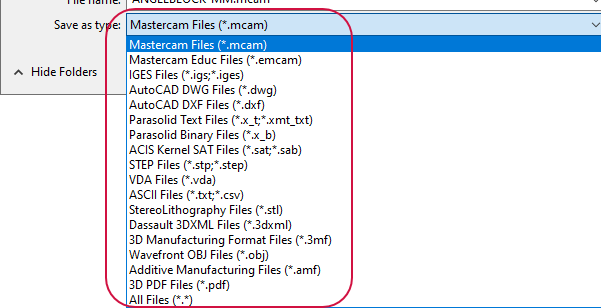 File name: ANGLEBLOCK-MM.mcam
Save as type: Mastercam Files (*.mcam)
Mastercam Files (*.mcam)
Mastercam Educ Files (*.emcam)
Hide Folders
IGES Files (*.igs;*.iges)
AutoCAD DWG Files (*.dwg)
AutoCAD DXF Files (*.dxf)
Parasolid Text Files (*.x_t;*.xmt_txt)
Parasolid Binary Files (*.x_b)
ACIS Kernel SAT Files (*.sat;*.sab)
STEP Files (*.stp;*.step)
VDA Files (*.vda)
ASCII Files (*.txt;*.csv)
StereoLithography Files (*.stl)
Dassault 3DXML Files (*.3dxml)
3D Manufacturing Format Files (*.3mf)
Wavefront OBJ Files (*.obj)
Additive Manufacturing Files (*.amf)
3D PDF Files (*.pdf)
All Files (*.*)